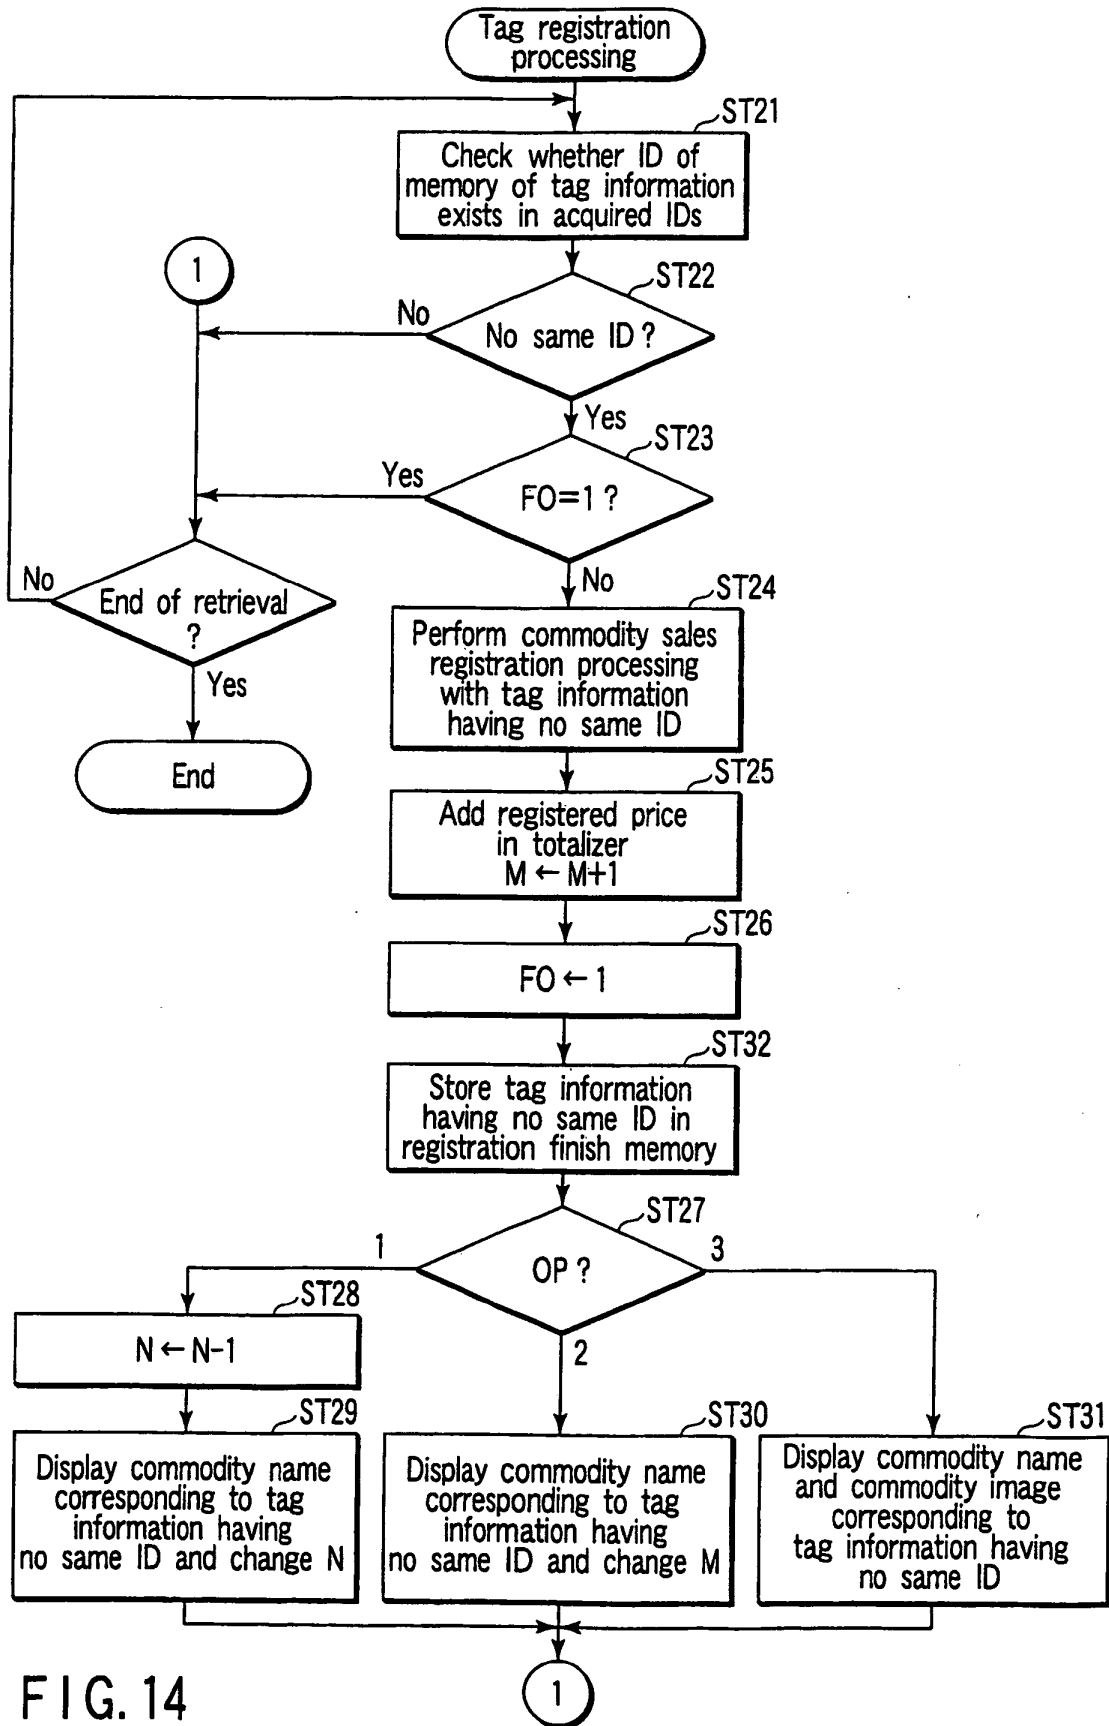 Tag registration
processing
ST21
Check whether ID of
memory of tag information
exists in acquired IDs
1
ST22
No
No same ID?
Yes
ST23
Yes
FO=1?
No
No
End of retrieval
?
Yes
End
ST24
Perform commodity sales
registration processing
with tag information
having no same ID
ST25
Add registered price
in totalizer
M←M+1
ST26
FO←1
ST32
Store tag information
having no same ID in
registration finish memory
ST27
1
OP?
3
2
ST28
N←N-1
ST29
Display commodity name
corresponding to tag
information having
no same ID and change N
ST30
Display commodity name
corresponding to tag
information having
no same ID and change M
ST31
Display commodity name
and commodity image
corresponding to
tag information having
no same ID
1
FIG. 14